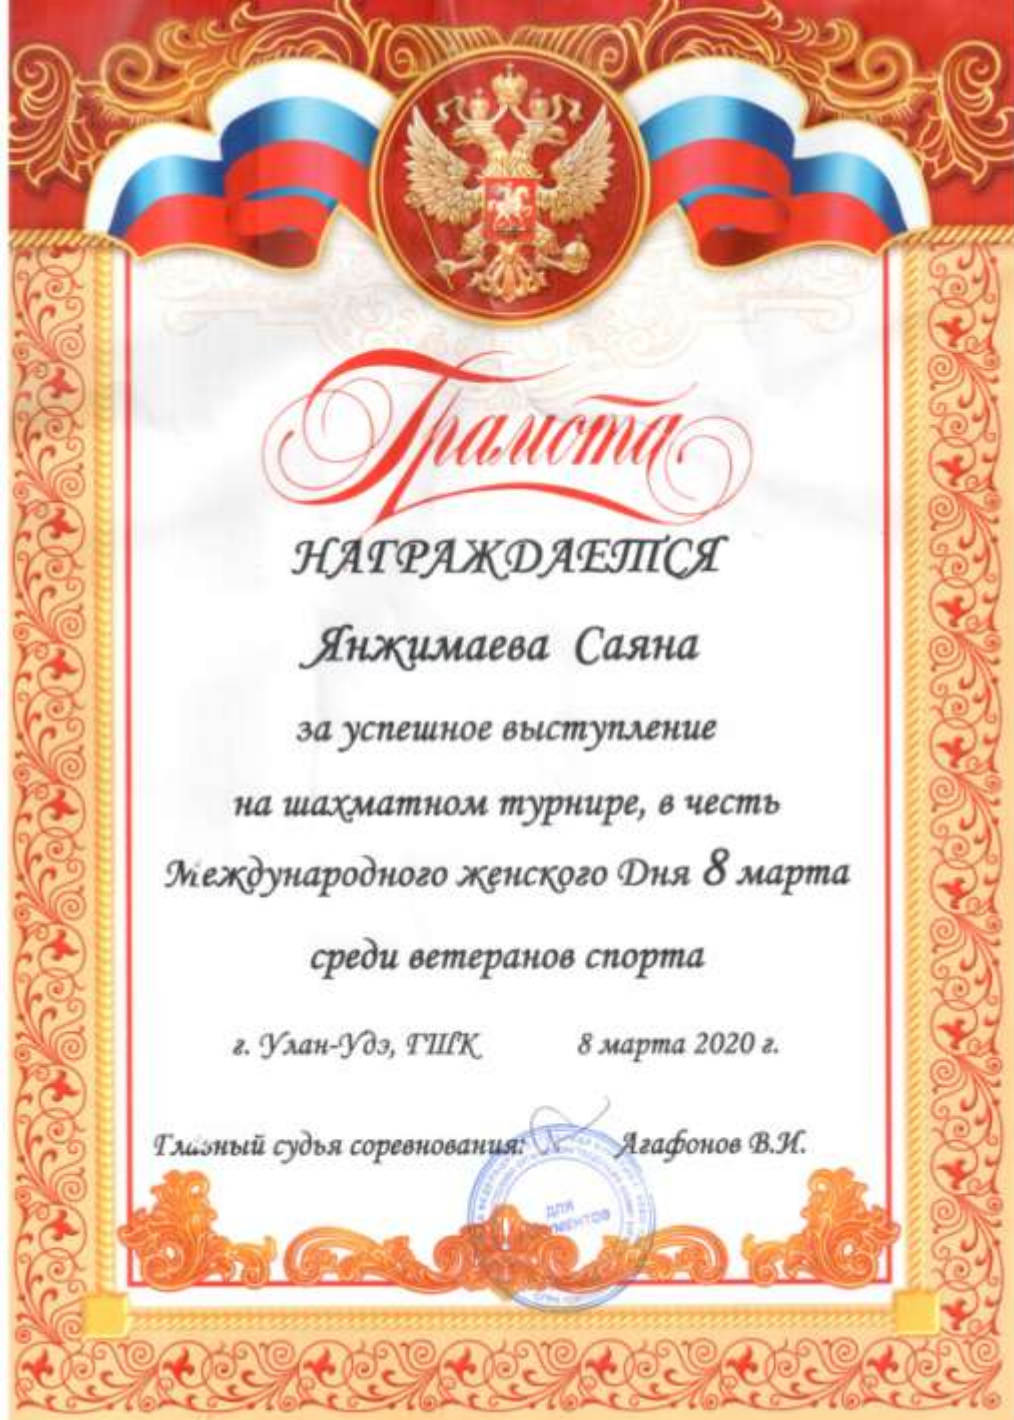 Грамота
НАГРАЖДАЕТСЯ
Янжимаева Саяна
за успешное выступление
на шахматном турнире, в честь
Международного женского Дня 8 марта
среди ветеранов спорта
г. Улан-Удэ, ГШК 8 марта 2020 г.
Главный судья соревнования: Агафонов В.И.
ДЛЯ